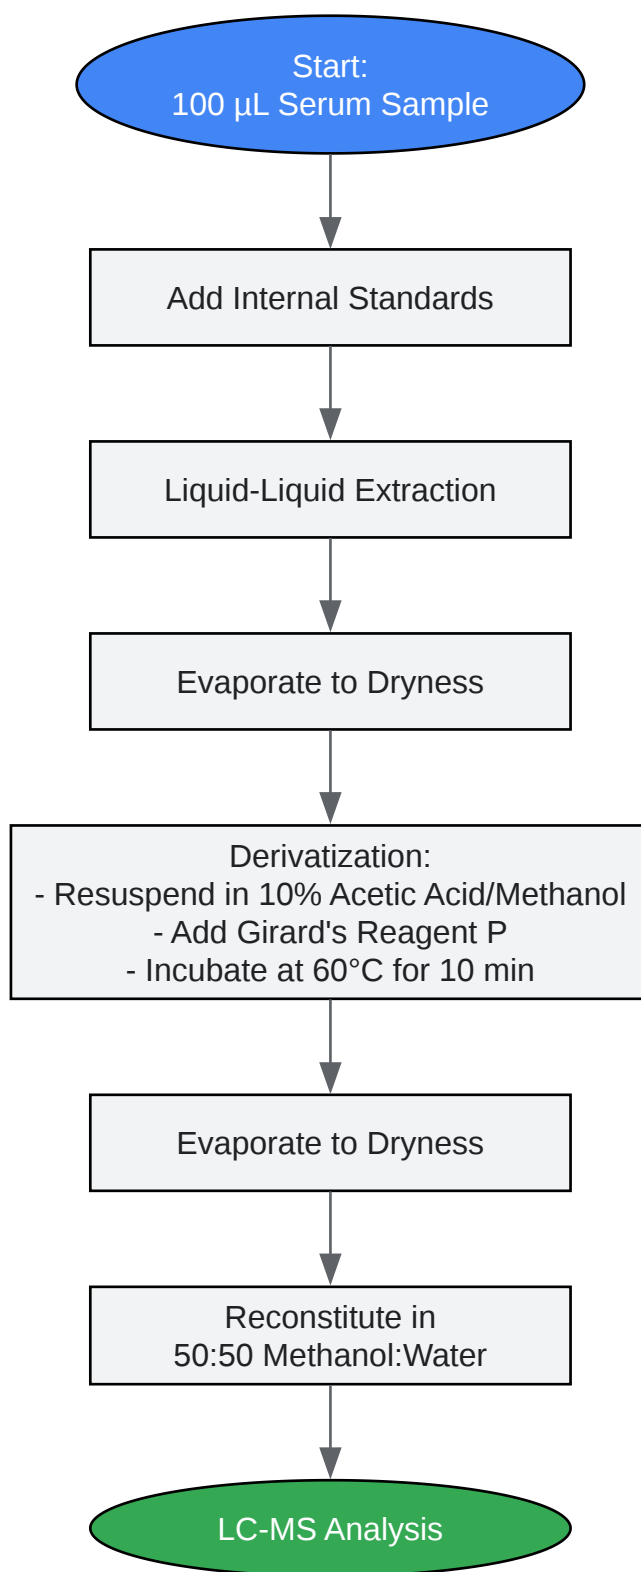 Start:
100 µL Serum Sample
Add Internal Standards
Liquid-Liquid Extraction
Evaporate to Dryness
Derivatization:
- Resuspend in 10% Acetic Acid/Methanol
- Add Girard's Reagent P
- Incubate at 60°C for 10 min
Evaporate to Dryness
Reconstitute in
50:50 Methanol:Water
LC-MS Analysis